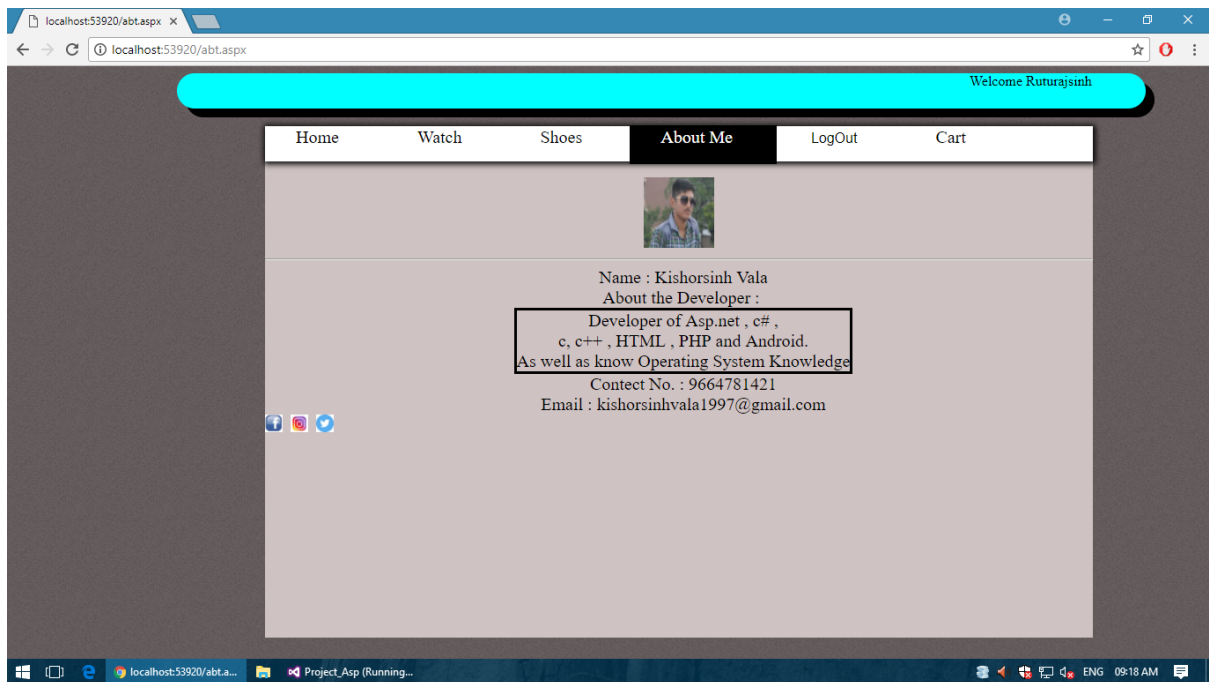 localhost:53920/abt.aspx
localhost:53920/abt.aspx
Welcome Ruturajsinh
Home Watch Shoes About Me LogOut Cart
Name : Kishorsinh Vala
About the Developer :
Developer of Asp.net , c# ,
c, c++ , HTML , PHP and Android.
As well as know Operating System Knowledge
Contect No. : 9664781421
Email : kishorsinhvala1997@gmail.com
localhost:53920/abt.a... Project_Asp (Running... ENG 09:18 AM